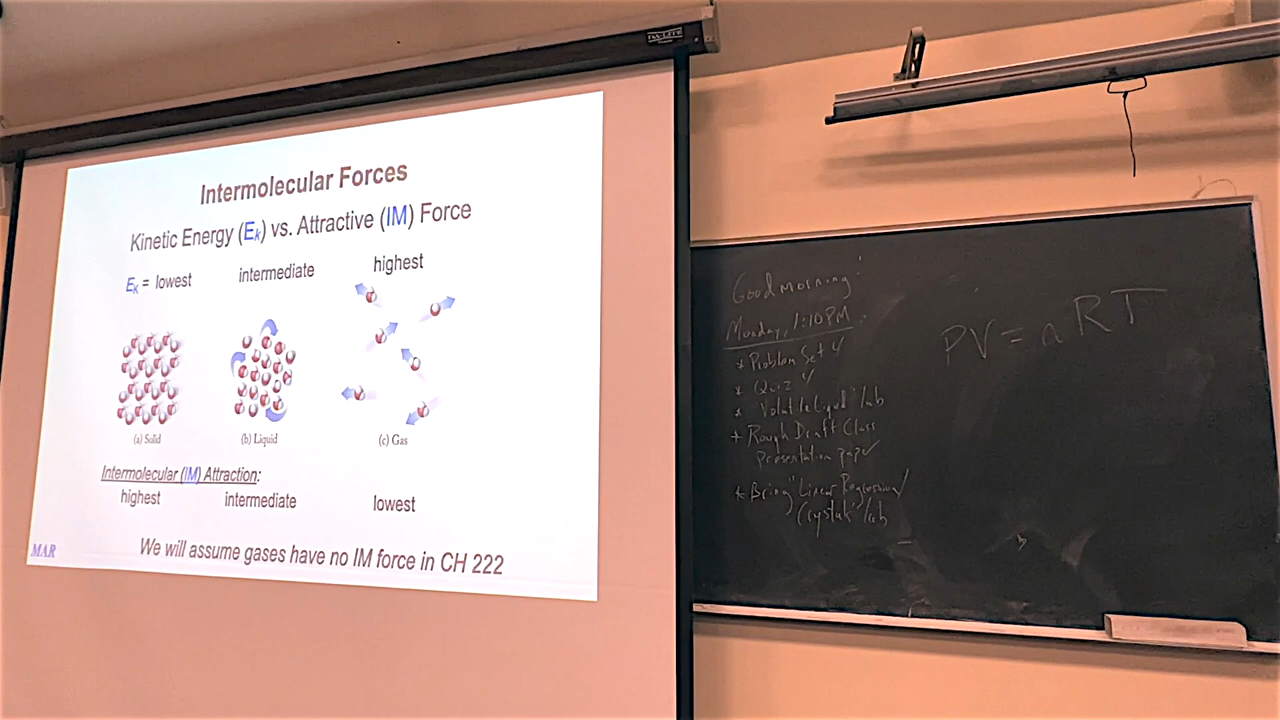 DA-LITE
Intermolecular Forces
Kinetic Energy (Ek) vs. Attractive (IM) Force
EK = lowest intermediate highest
(a) Solid (b) Liquid (c) Gas
Intermolecular (IM) Attraction:
highest intermediate lowest
We will assume gases have no IM force in CH 222
MAR
Good morning!
Monday, 1:10 PM:
* Problem Set 4
* Quiz 4
* "Volatile Liquid" lab
* Rough Draft Class
Presentation paper
* Bring "Linear Regression/
Crystals" lab
PV = nRT